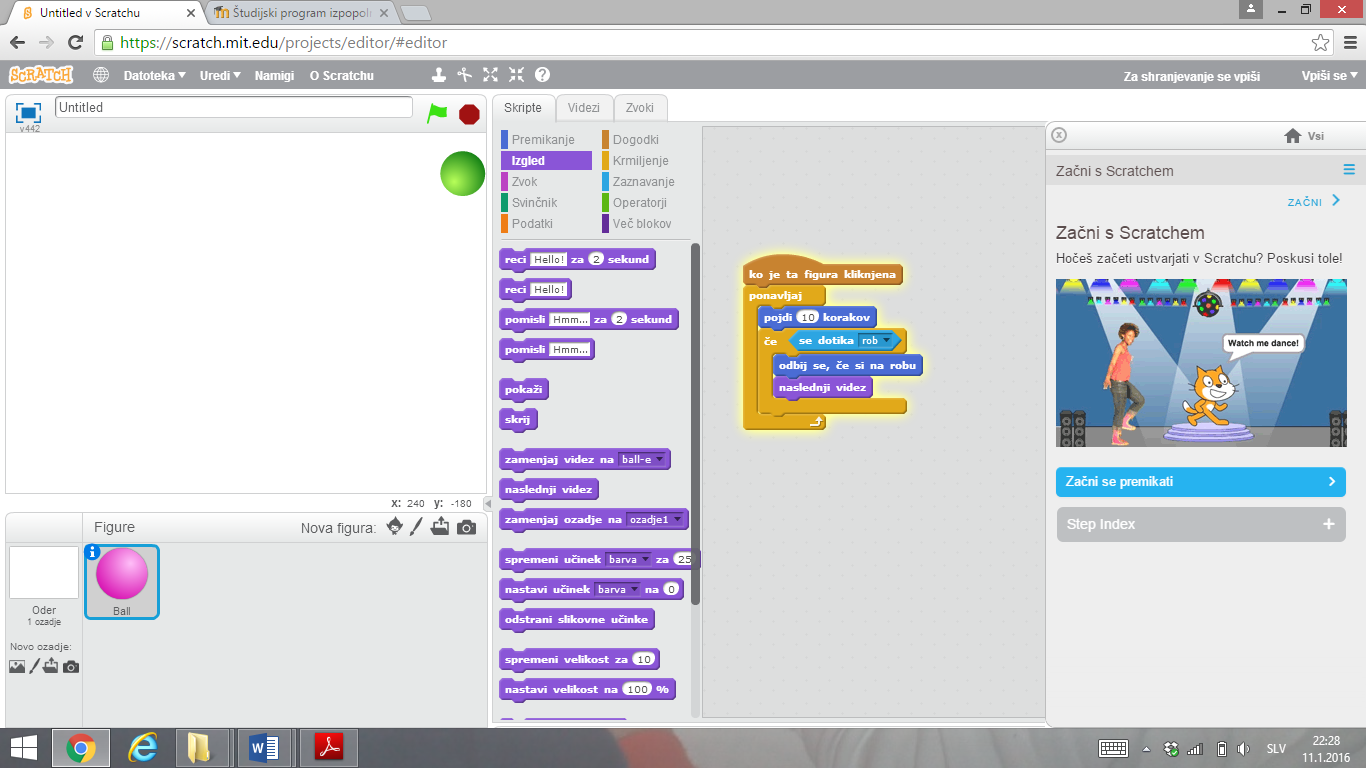 Untitled v Scratchu
Študijski program izpopoln
https://scratch.mit.edu/projects/editor/#editor
SCRATCH
Datoteka
Uredi
Namigi
O Scratchu
Za shranjevanje se vpiši
Vpiši se
v442
Untitled
x: 240 y: -180
Figure
Nova figura:
Oder
1 ozadje
Novo ozadje:
Ball
Skripte
Videzi
Zvoki
Premikanje
Izgled
Zvok
Svinčnik
Podatki
Dogodki
Krmiljenje
Zaznavanje
Operatorji
Več blokov
reci Hello! za 2 sekund
reci Hello!
pomisli Hmm... za 2 sekund
pomisli Hmm...
pokaži
skrij
zamenjaj videz na ball-e
naslednji videz
zamenjaj ozadje na ozadje1
spremeni učinek barva za 25
nastavi učinek barva na 0
odstrani slikovne učinke
spremeni velikost za 10
nastavi velikost na 100 %
ko je ta figura kliknjena
ponavljaj
pojdi 10 korakov
če se dotika rob
odbij se, če si na robu
naslednji videz
Vsi
Začni s Scratchem
ZAČNI
Začni s Scratchem
Hočeš začeti ustvarjati v Scratchu? Poskusi tole!
Watch me dance!
Začni se premikati
Step Index
SLV
22:28
11.1.2016